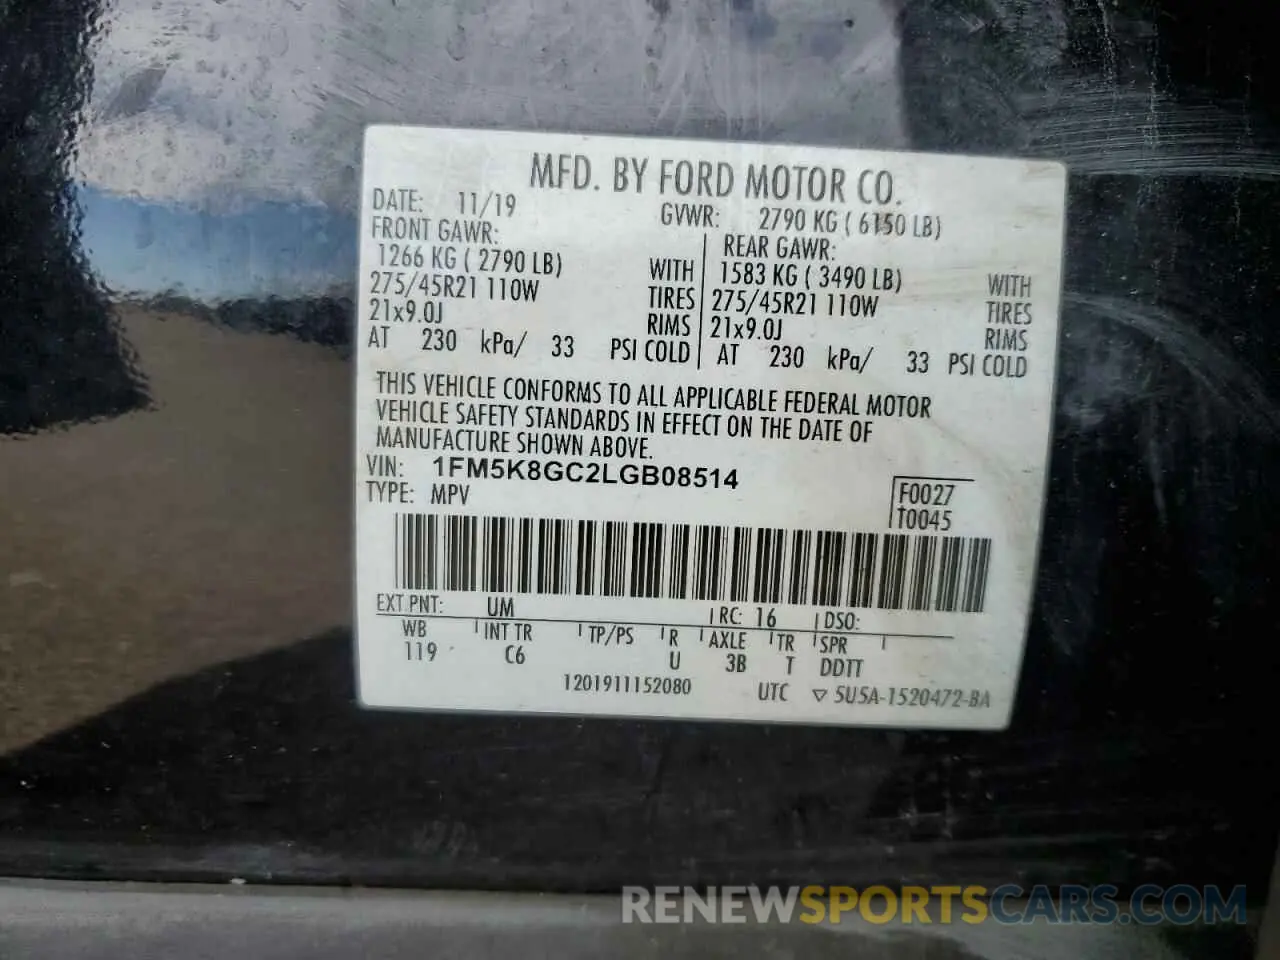 MFD. BY FORD MOTOR CO.
DATE: 11/19 GVWR: 2790 KG ( 6150 LB)
FRONT GAWR: REAR GAWR:
1266 KG ( 2790 LB) WITH 1583 KG ( 3490 LB) WITH
275/45R21 110W TIRES 275/45R21 110W TIRES
21x9.0J RIMS 21x9.0J RIMS
AT 230 kPa/ 33 PSI COLD AT 230 kPa/ 33 PSI COLD
THIS VEHICLE CONFORMS TO ALL APPLICABLE FEDERAL MOTOR
VEHICLE SAFETY STANDARDS IN EFFECT ON THE DATE OF
MANUFACTURE SHOWN ABOVE.
VIN: 1FM5K8GC2LGB08514
TYPE: MPV
F0027
T0045
EXT PNT: UM RC: 16 DSO:
WB INT TR TP/PS R AXLE TR SPR
119 C6 U 3B T DDTT
1201911152080 UTC ▽ 5U5A-1520472-BA
RENEWSPORTSCARS.COM